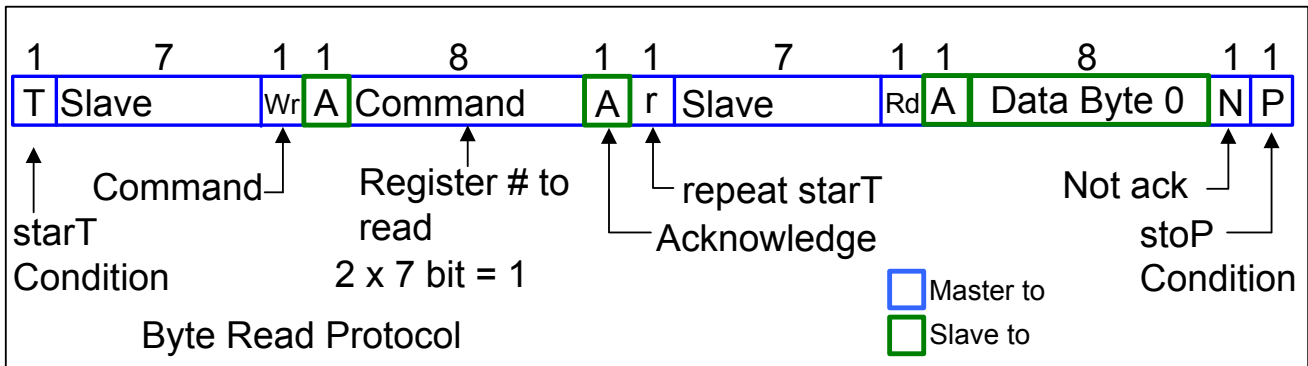 1 7 1 1 8 1 1 7 1 1 8 1 1
T Slave Wr A Command A r Slave Rd A Data Byte 0 N P
Command
Register # to
read
2 x 7 bit = 1
repeat starT
Acknowledge
Not ack
starT
Condition
stoP
Condition
Master to
Slave to
Byte Read Protocol